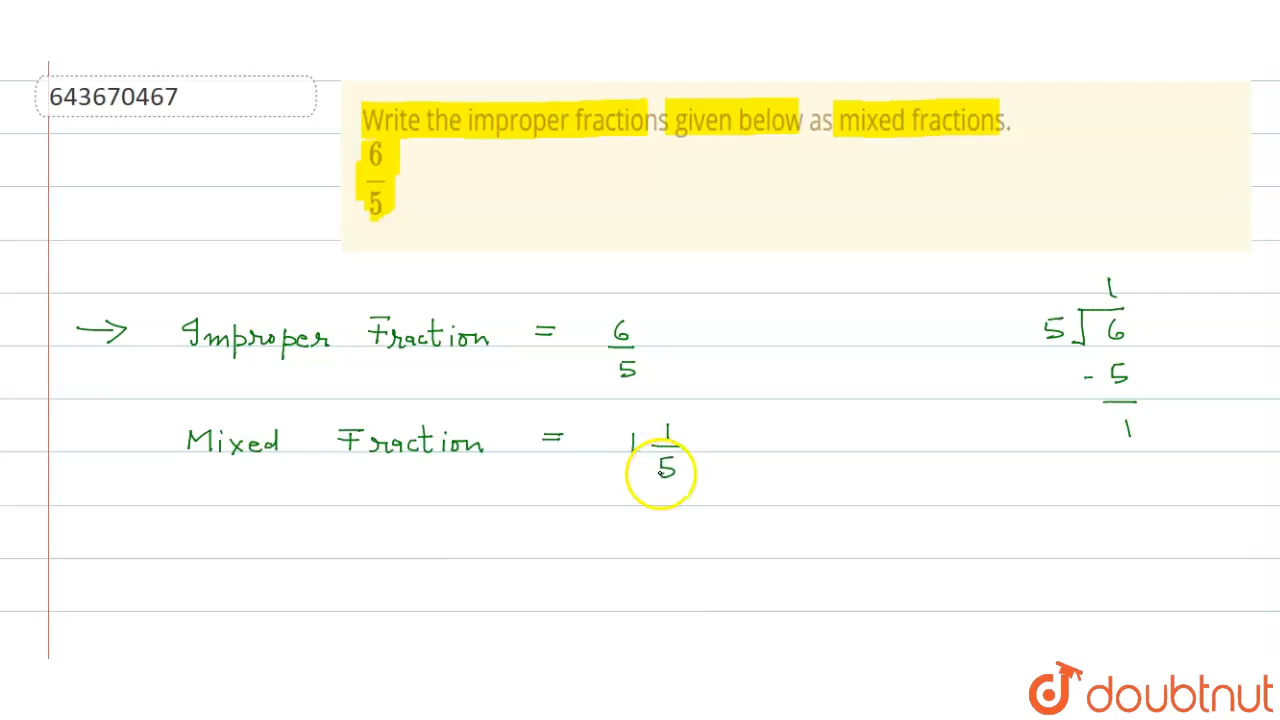 643670467
Write the improper fractions given below as mixed fractions.
6
5
→ Improper Fraction = 6/5
Mixed Fraction = 1 1/5
1
5 6
- 5
1
doubtnut